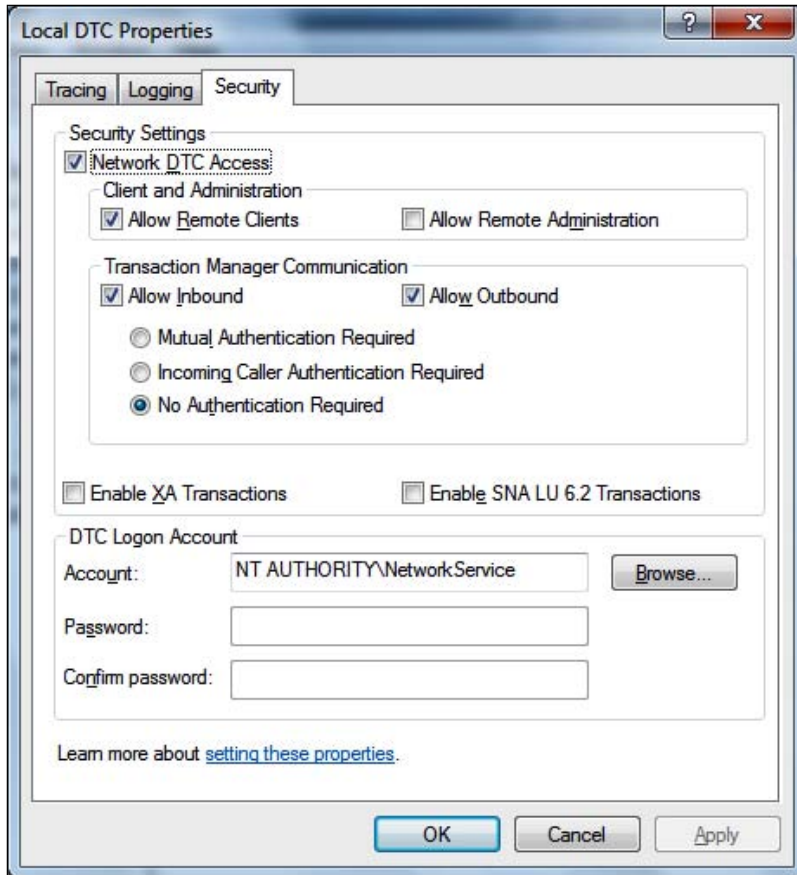 Local DTC Properties
?
X
Tracing Logging Security
Security Settings
Network DTC Access
Client and Administration
Allow Remote Clients Allow Remote Administration
Transaction Manager Communication
Allow Inbound Allow Outbound
Mutual Authentication Required
Incoming Caller Authentication Required
No Authentication Required
Enable XA Transactions Enable SNA LU 6.2 Transactions
DTC Logon Account
Account: NT AUTHORITY\NetworkService Browse...
Password:
Confirm password:
Learn more about setting these properties.
OK Cancel Apply